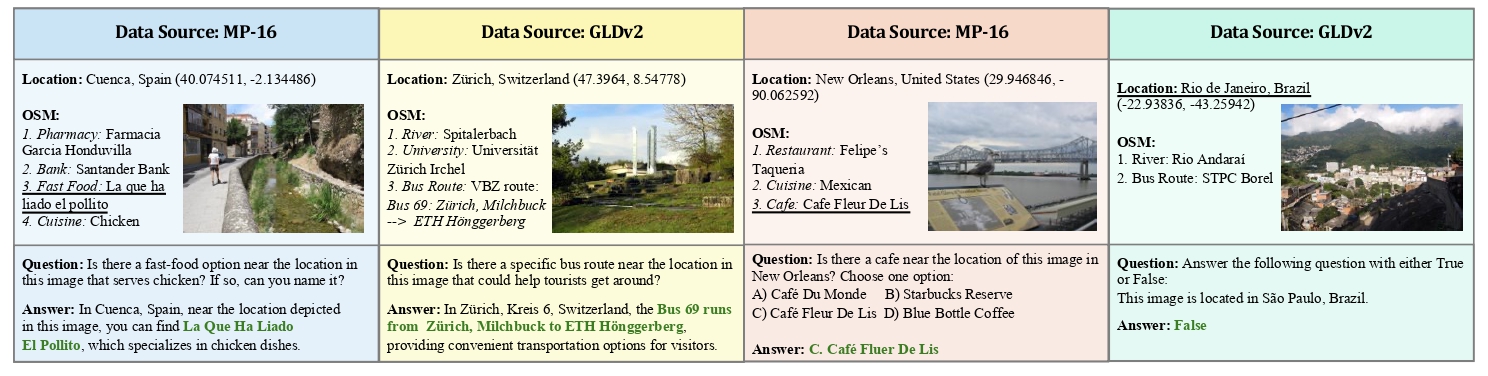 Data Source: MP-16
Location: Cuenca, Spain (40.074511, -2.134486)
OSM:
1. Pharmacy: Farmacia
Garcia Honduvilla
2. Bank: Santander Bank
3. Fast Food: La que ha
liado el pollito
4. Cuisine: Chicken
Question: Is there a fast-food option near the location in
this image that serves chicken? If so, can you name it?
Answer: In Cuenca, Spain, near the location depicted
in this image, you can find La Que Ha Liado
El Pollito, which specializes in chicken dishes.
Data Source: GLDv2
Location: Zürich, Switzerland (47.3964, 8.54778)
OSM:
1. River: Spitalerbach
2. University: Universität
Zürich Irchel
3. Bus Route: VBZ route:
Bus 69: Zürich, Milchbuck
--> ETH Hönggerberg
Question: Is there a specific bus route near the location in
this image that could help tourists get around?
Answer: In Zürich, Kreis 6, Switzerland, the Bus 69 runs
from Zürich, Milchbuck to ETH Hönggerberg,
providing convenient transportation options for visitors.
Data Source: MP-16
Location: New Orleans, United States (29.946846, -
90.062592)
OSM:
1. Restaurant: Felipe's
Taqueria
2. Cuisine: Mexican
3. Cafe: Cafe Fleur De Lis
Question: Is there a cafe near the location of this image in
New Orleans? Choose one option:
A) Café Du Monde B) Starbucks Reserve
C) Café Fleur De Lis D) Blue Bottle Coffee
Answer: C. Café Fluer De Lis
Data Source: GLDv2
Location: Rio de Janeiro, Brazil
(-22.93836, -43.25942)
OSM:
1. River: Rio Andaraí
2. Bus Route: STPC Borel
Question: Answer the following question with either True
or False:
This image is located in São Paulo, Brazil.
Answer: False